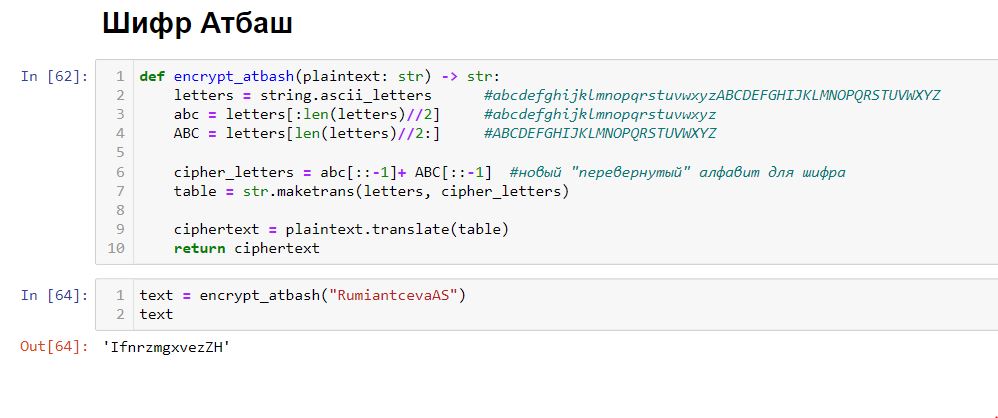 Шифр Атбаш
In [62]:
1 def encrypt_atbash(plaintext: str) -> str:
2     letters = string.ascii_letters      #abcdefghijklmnopqrstuvwxyzABCDEFGHIJKLMNOPQRSTUVWXYZ
3     abc = letters[:len(letters)//2]     #abcdefghijklmnopqrstuvwxyz
4     ABC = letters[len(letters)//2:]     #ABCDEFGHIJKLMNOPQRSTUVWXYZ
5
6     cipher_letters = abc[::-1]+ ABC[::-1]  #новый "перевернутый" алфавит для шифра
7     table = str.maketrans(letters, cipher_letters)
8
9     ciphertext = plaintext.translate(table)
10     return ciphertext
In [64]:
1 text = encrypt_atbash("RumiantcevaAS")
2 text
Out[64]: 'IfnrzmgxvezZH'